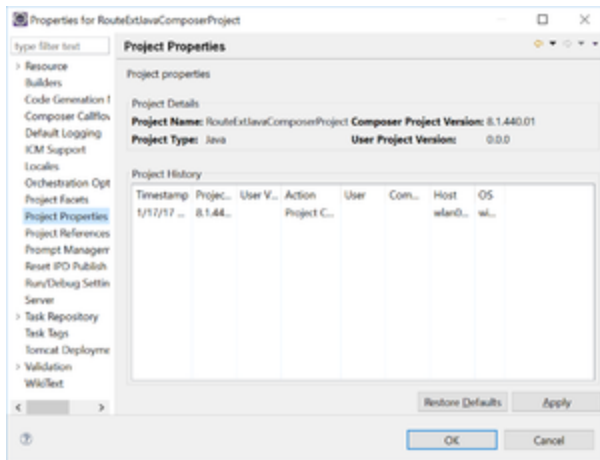 Properties for RouteExtJavaComposerProject
type filter text
Project Properties
> Resource
Builders
Code Generation
Composer Callflow
Default Logging
ICM Support
Locales
Orchestration Opt
Project Facets
Project Properties
Project References
Prompt Managem
Reset IPD Publish
Run/Debug Settin
Server
> Task Repository
Task Tags
Tomcat Deployme
> Validation
WikiText
Project properties
Project Details
Project Name: RouteExtJavaComposerProject Composer Project Version: 8.1.440.01
Project Type: Java User Project Version: 0.0.0
Project History
Timestamp Projec... User V... Action User Com... Host OS
1/17/17 ... 8.1.44... Project C... wlan0... wi...
Restore Defaults Apply
OK Cancel